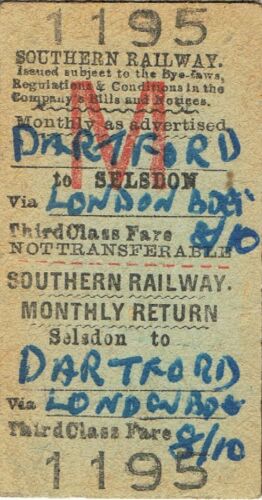 1195
SOUTHERN RAILWAY.
Issued subject to the Bye-laws,
Regulations & Conditions in the
Company's Bills and Notices.
M
Monthly as advertised.
DARTFORD
to SELSDON
Via LONDON BDGE
Third Class Fare 8/10
NOT TRANSFERABLE
SOUTHERN RAILWAY.
MONTHLY RETURN
Selsdon to
DARTFORD
Via LONDON BDGE
Third Class Fare 8/10
1195